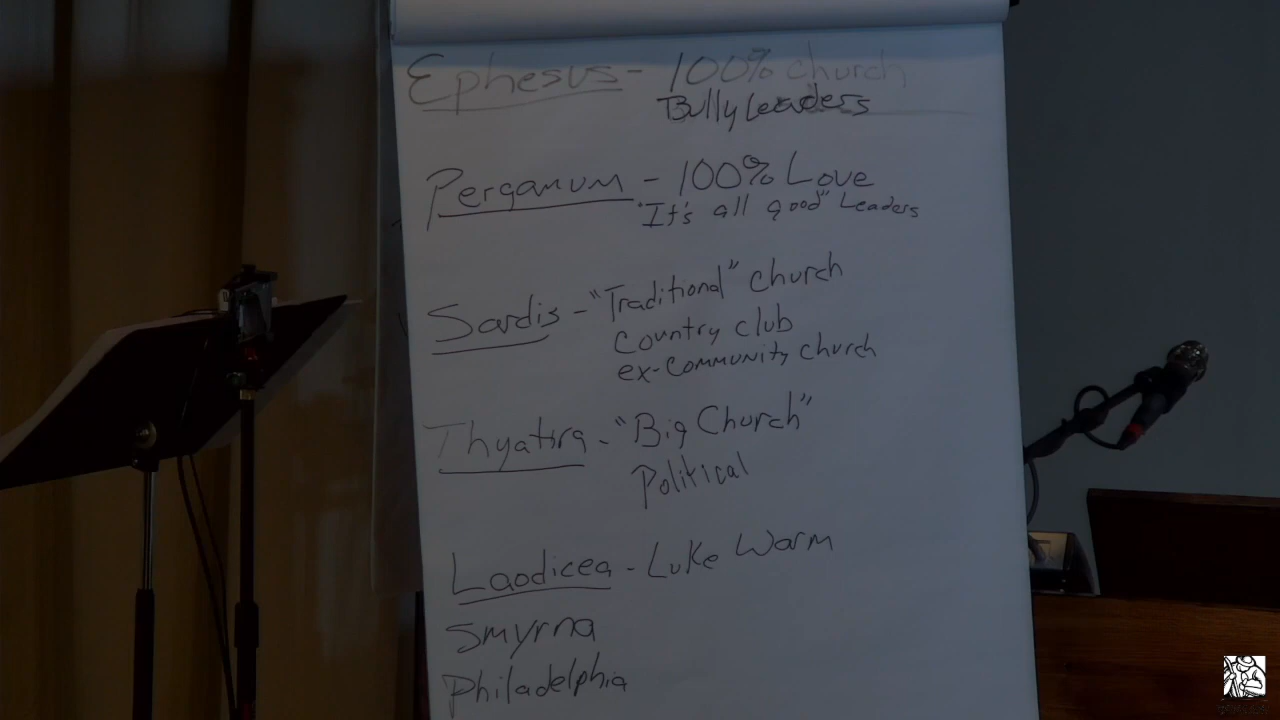 Ephesus - 100% church
Bully Leaders
Pergamum - 100% Love
"It's all good" Leaders
Sardis - "Traditional" church
Country club
ex-community church
Thyatira - "Big Church"
Political
Laodicea - Luke Warm
Smyrna
Philadelphia